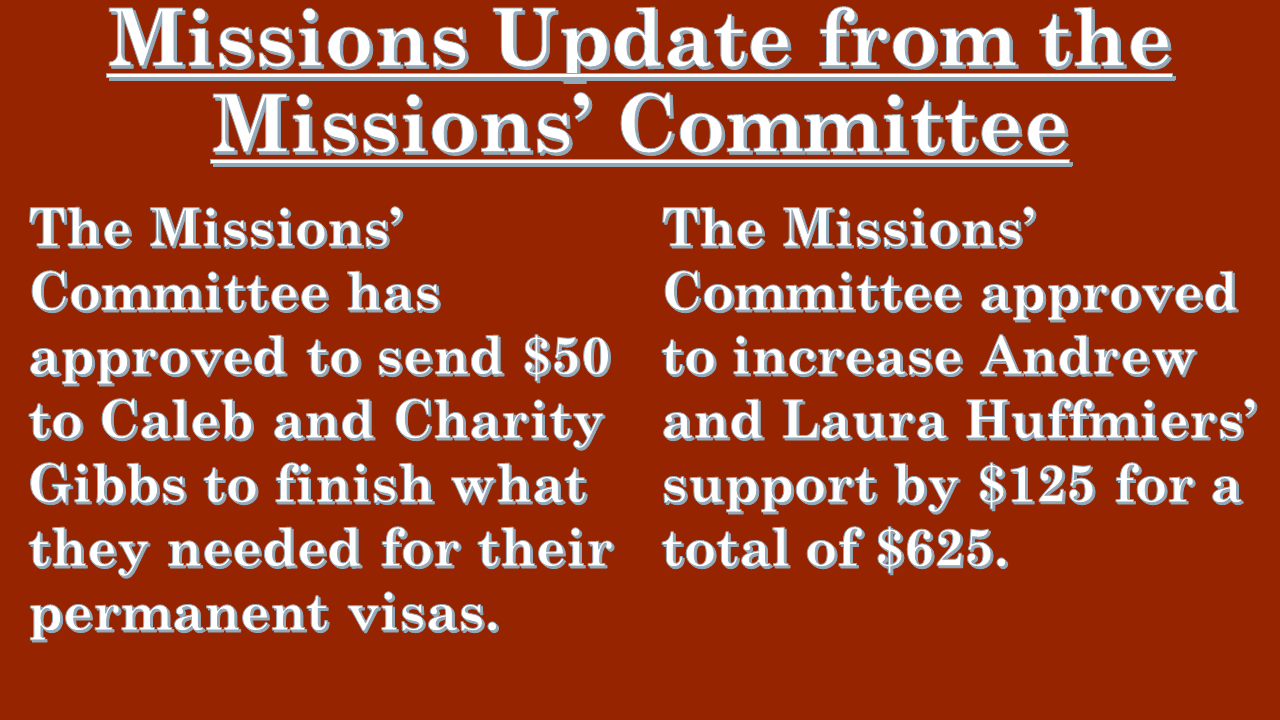 Missions Update from the
Missions’ Committee
The Missions’
Committee has
approved to send $50
to Caleb and Charity
Gibbs to finish what
they needed for their
permanent visas.
The Missions’
Committee approved
to increase Andrew
and Laura Huffmiers’
support by $125 for a
total of $625.